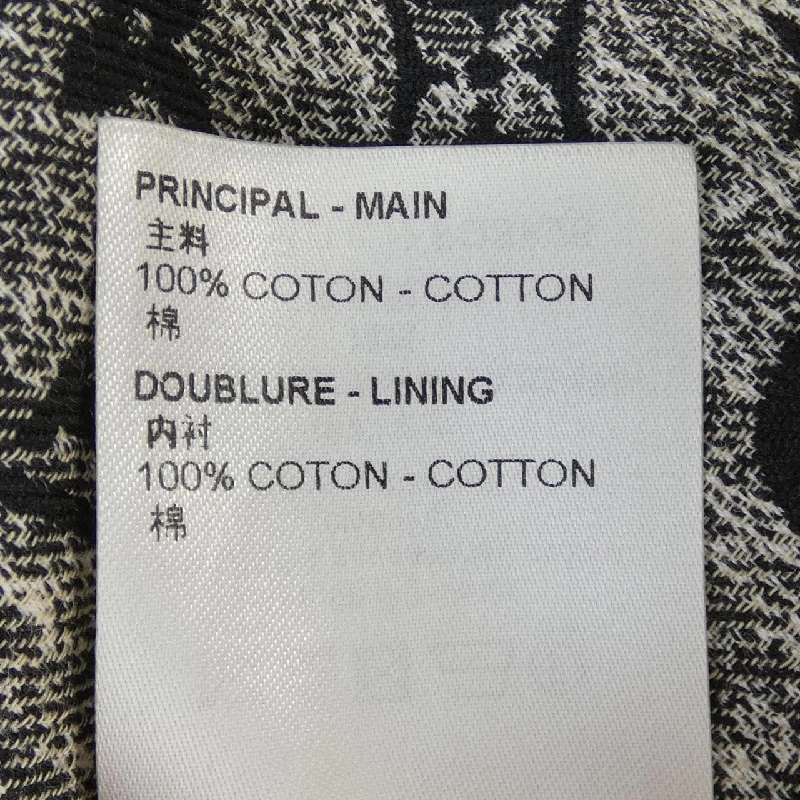 PRINCIPAL - MAIN
主料
100% COTON - COTTON
棉
DOUBLURE - LINING
内衬
100% COTON - COTTON
棉